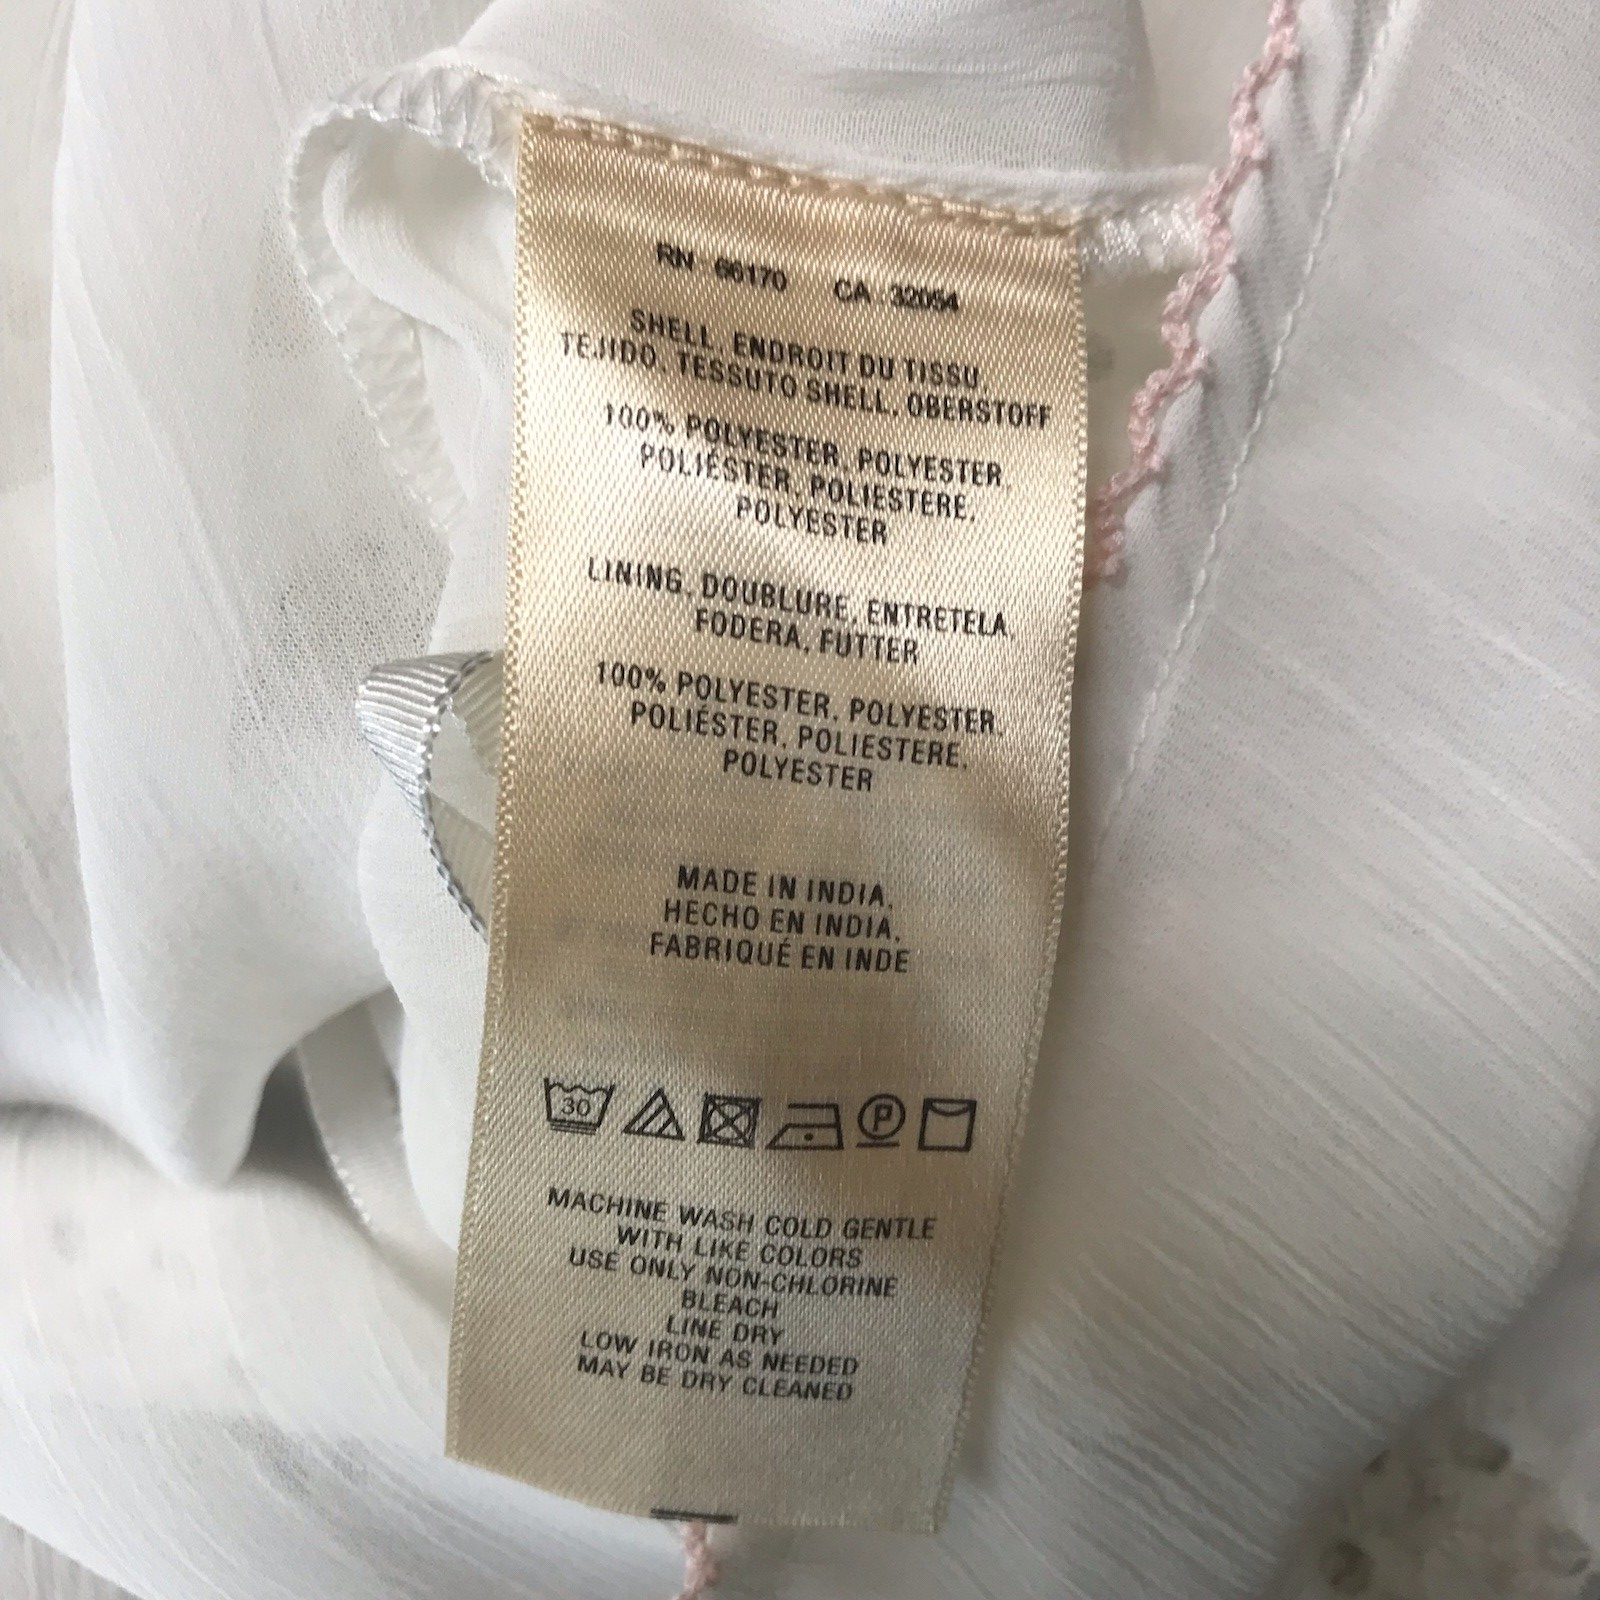 RN 66170 CA 32054
SHELL, ENDROIT DU TISSU,
TEJIDO, TESSUTO SHELL, OBERSTOFF
100% POLYESTER, POLYESTER
POLIÉSTER, POLIESTERE,
POLYESTER
LINING, DOUBLURE, ENTRETELA
FODERA, FUTTER
100% POLYESTER, POLYESTER,
POLIÉSTER, POLIESTERE,
POLYESTER
MADE IN INDIA,
HECHO EN INDIA,
FABRIQUÉ EN INDE
30 P
MACHINE WASH COLD GENTLE
WITH LIKE COLORS
USE ONLY NON-CHLORINE
BLEACH
LINE DRY
LOW IRON AS NEEDED
MAY BE DRY CLEANED